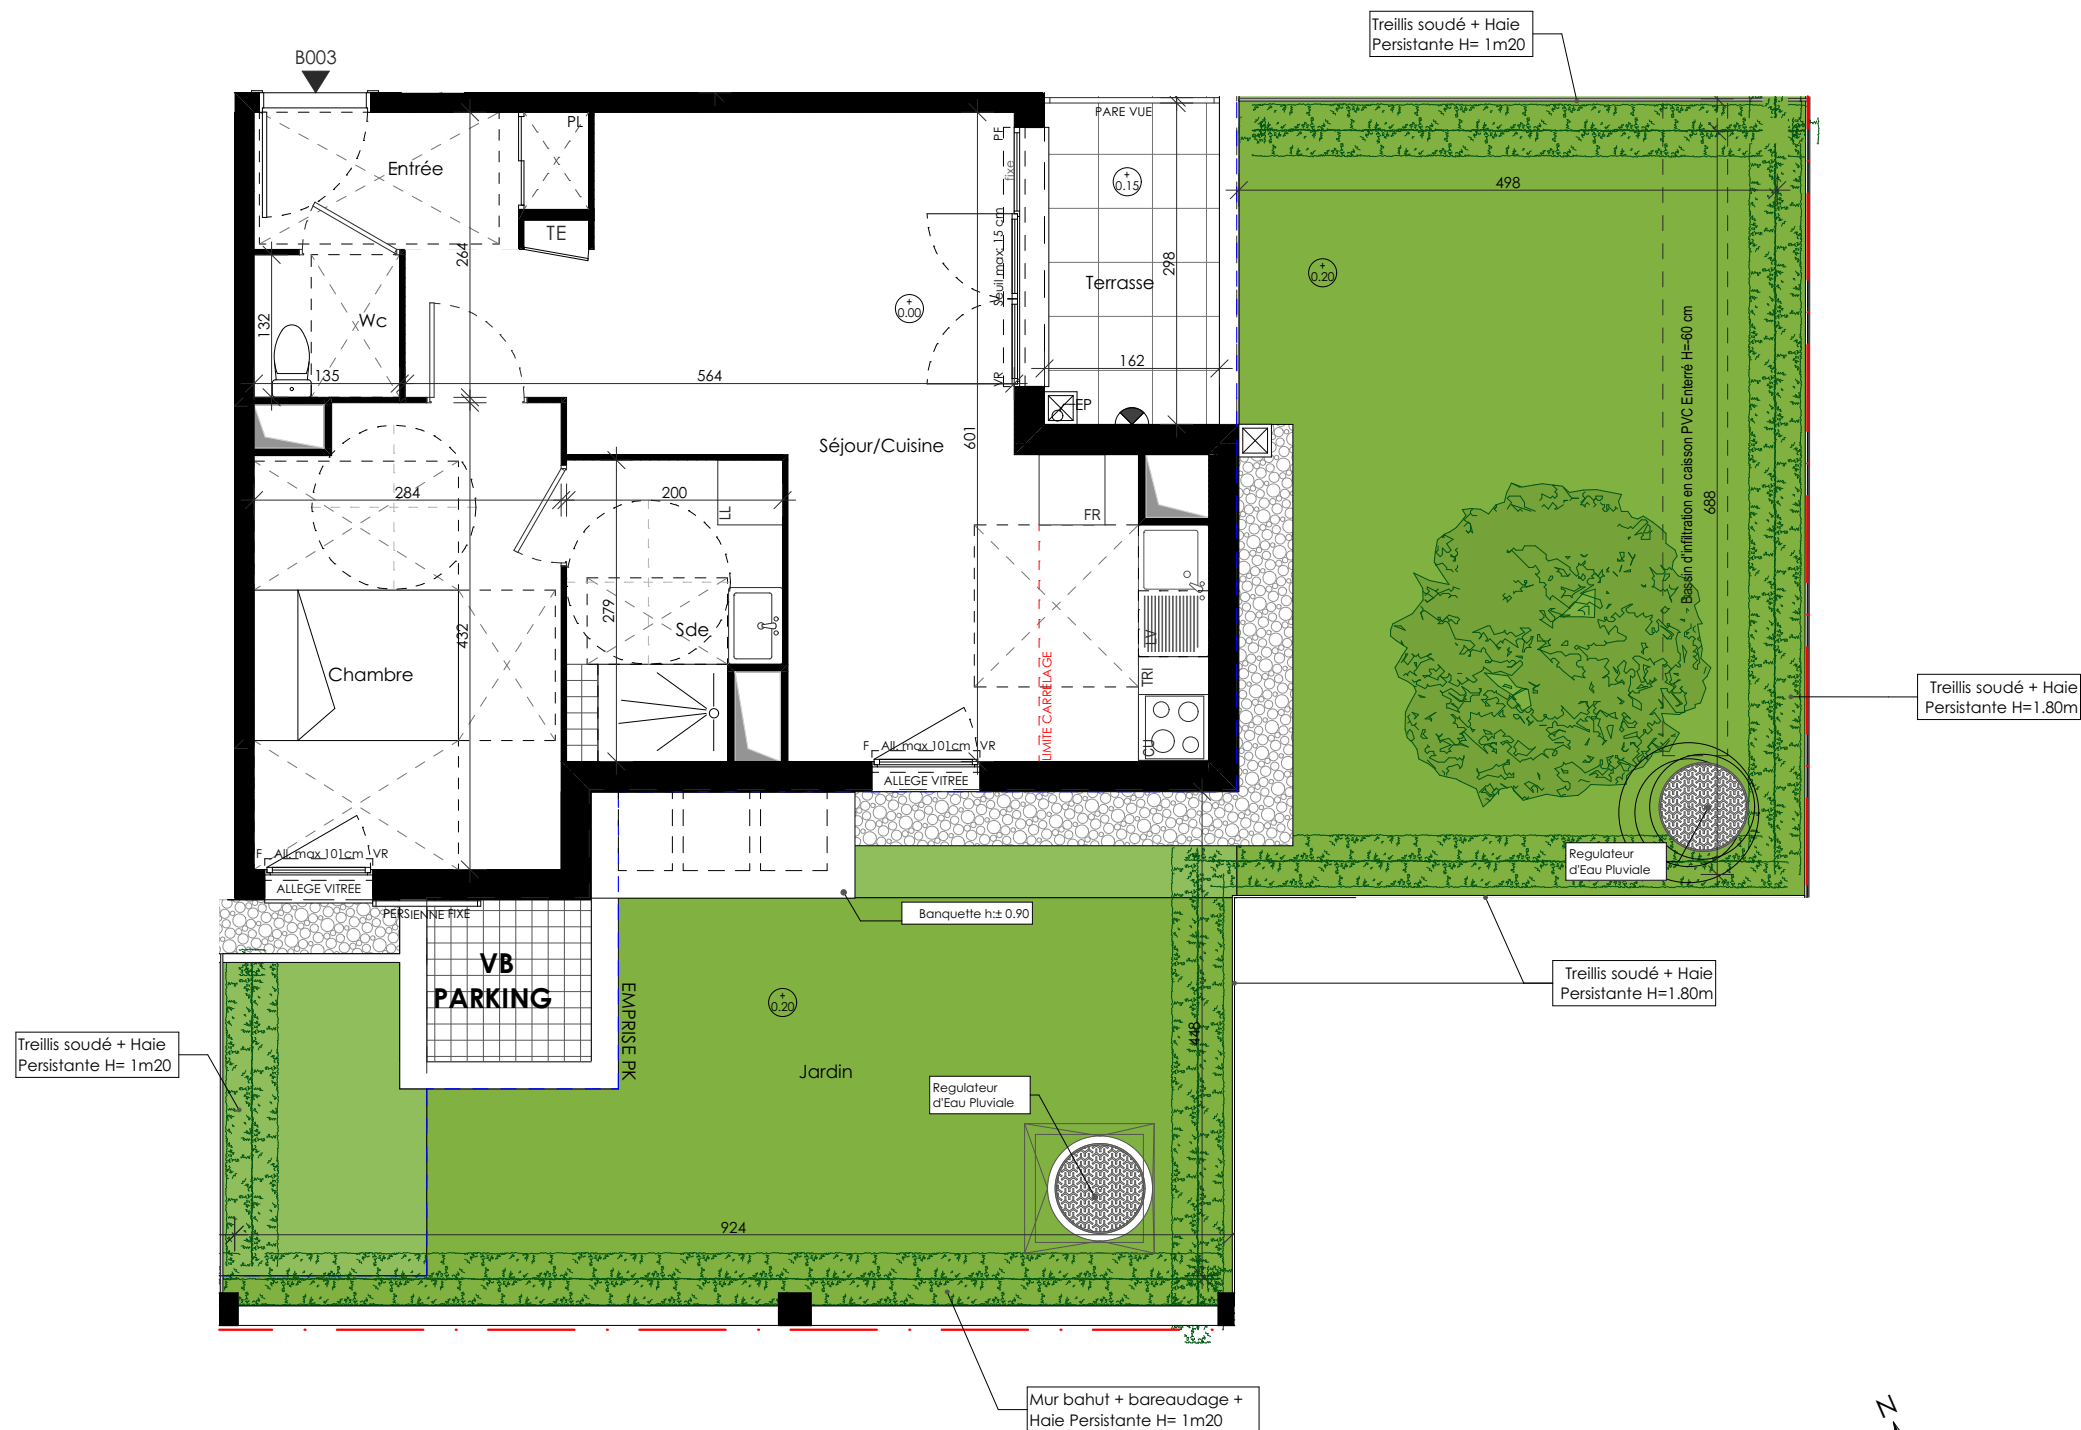 Treillis soudé + Haie
Persistante H= 1m20
B003
PARE VUE
PL
PF
Entrée
fixe
+
0.15
498
TE
264
Seuil max: 15 cm
298
Terrasse
+
0.20
+
0.00
V
132
Wc
Bassin d'infiltration en caisson PVC Enterré H=-60 cm
135
564
VR
162
EP
Séjour/Cuisine
601
284
200
LL
FR
688
279
432
Sde
LV
Chambre
TRI
LIMITE CARRELAGE
Treillis soudé + Haie
Persistante H=1.80m
F
All. max 101cm
VR
CU
ALLEGE VITREE
F
All. max 101cm
VR
ALLEGE VITREE
Regulateur
d'Eau Pluviale
PERSIENNE FIXE
Banquette h:± 0.90
VB
PARKING
EMPRISE PK
+
0.20
Treillis soudé + Haie
Persistante H=1.80m
448
Treillis soudé + Haie
Persistante H= 1m20
Jardin
Regulateur
d'Eau Pluviale
924
Mur bahut + bareaudage +
Haie Persistante H= 1m20
N